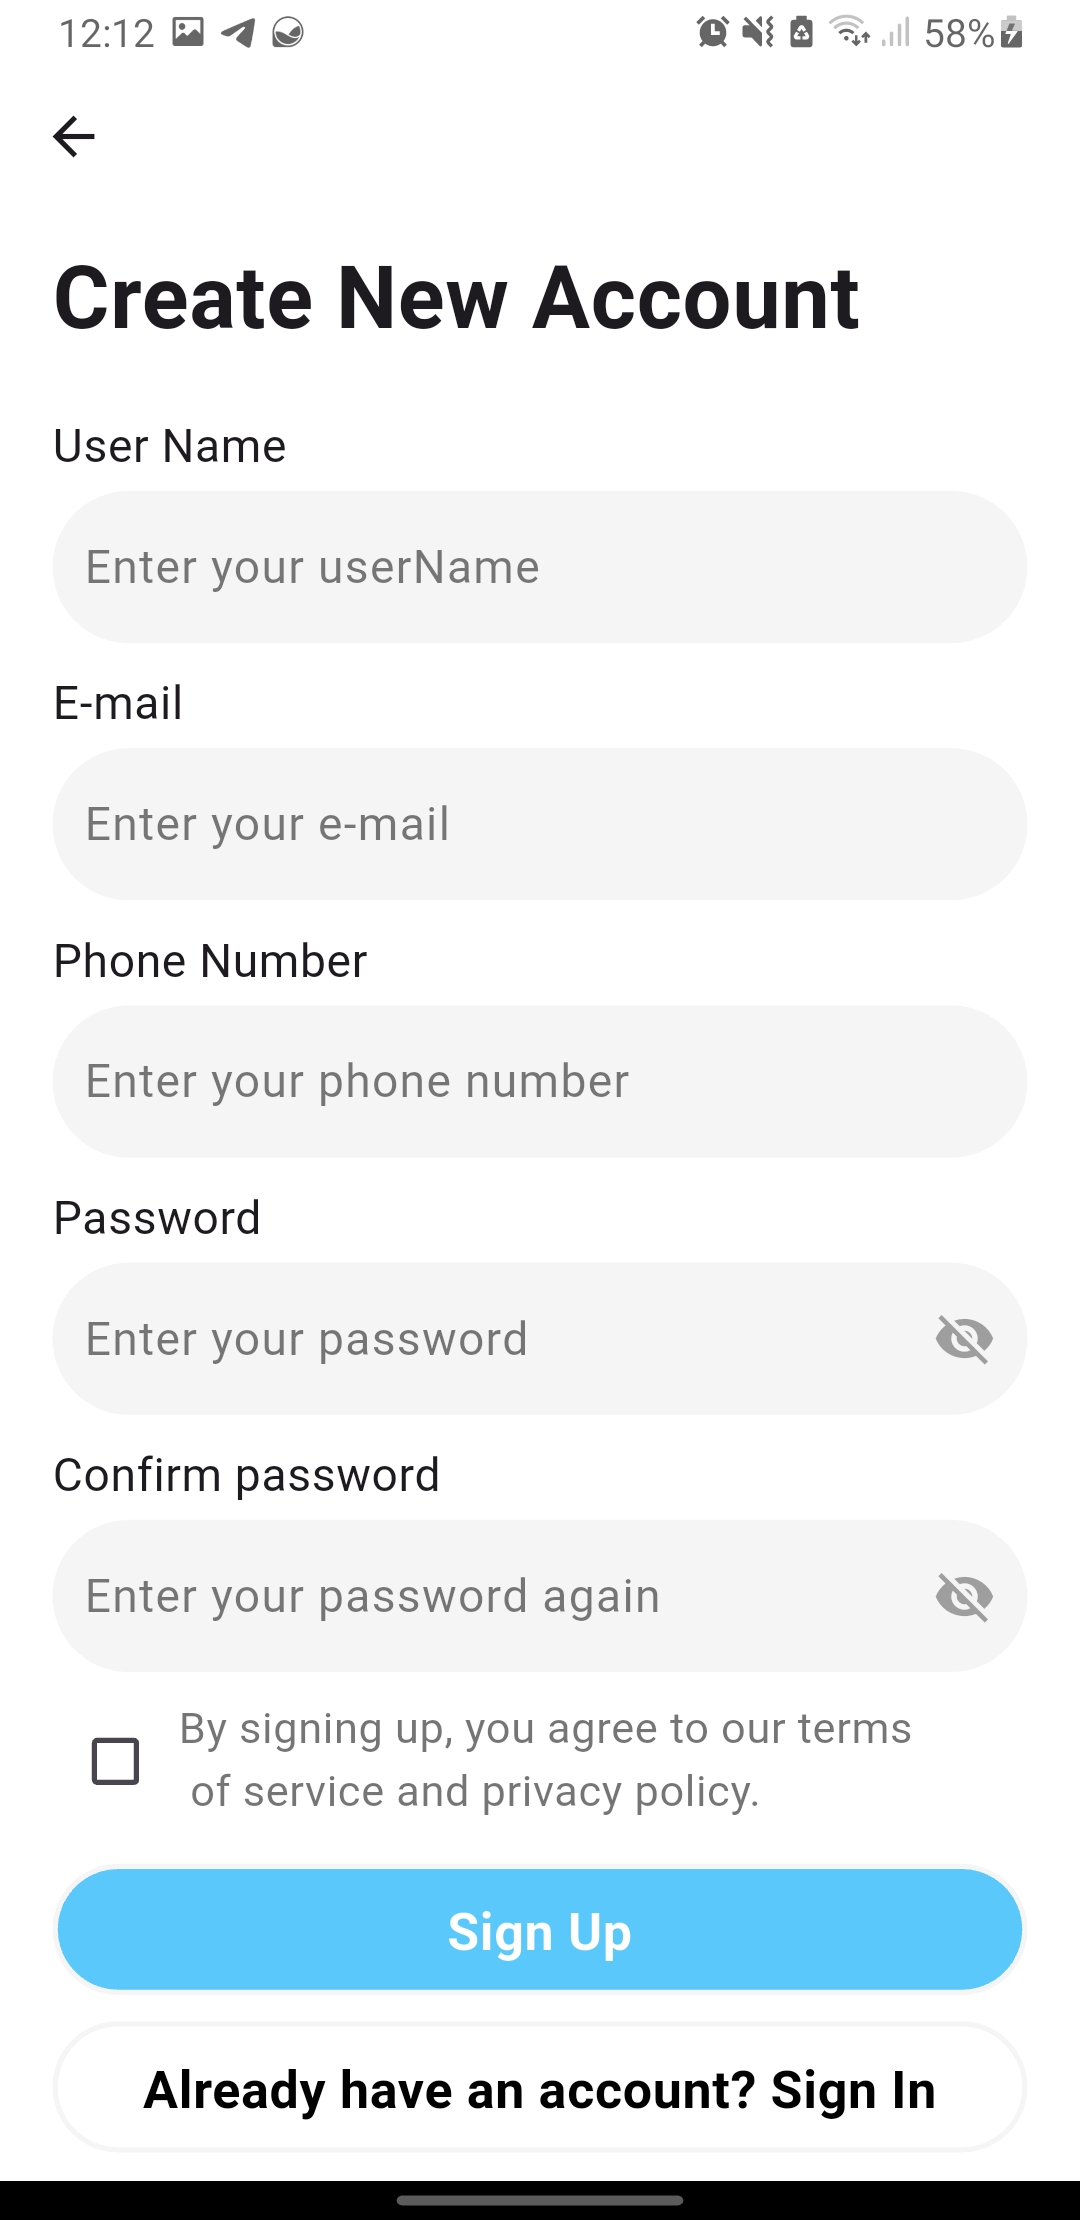 12:12 58%
Create New Account
User Name
Enter your userName
E-mail
Enter your e-mail
Phone Number
Enter your phone number
Password
Enter your password
Confirm password
Enter your password again
By signing up, you agree to our terms
of service and privacy policy.
Sign Up
Already have an account? Sign In